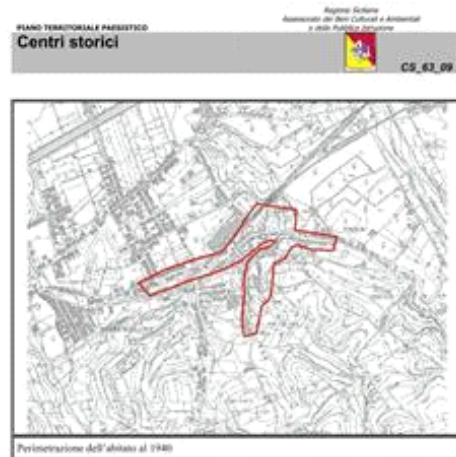 Regione Siciliana
Assessorato dei Beni Culturali e Ambientali
e della Pubblica Istruzione
PIANO TERRITORIALE PAESISTICO
Centri storici
CS_63_09
Perimetrazione dell'abitato al 1940